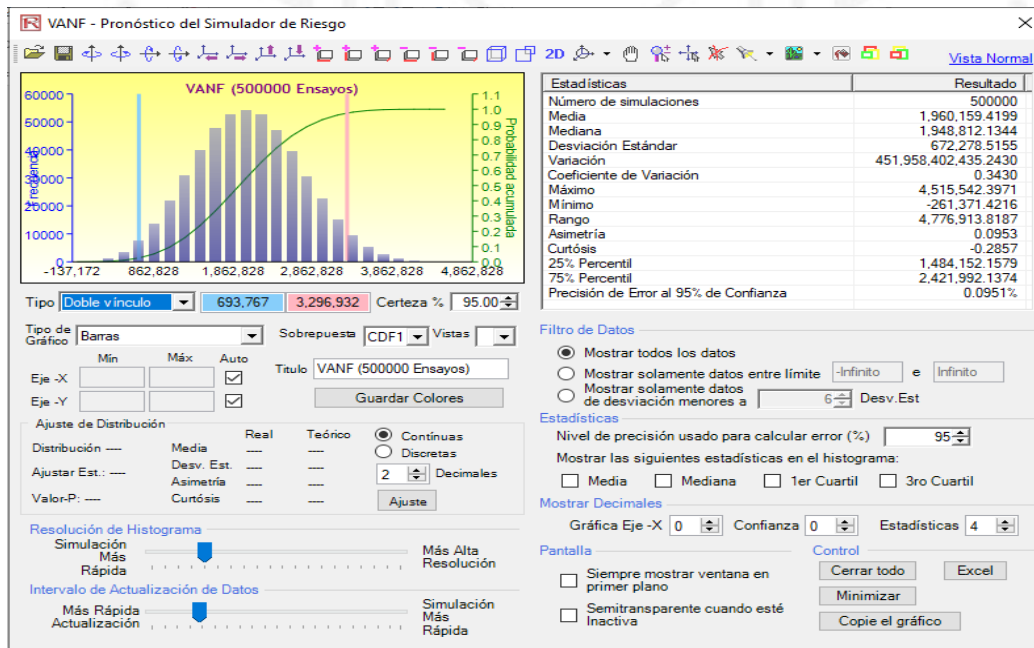 VANF - Pronóstico del Simulador de Riesgo
2D
Vista Normal
VANF (500000 Ensayos)
60000
50000
40000
30000
20000
10000
0
Frecuencia
1.1
1.0
0.9
0.8
0.7
0.6
0.5
0.4
0.3
0.2
0.1
0.0
Probabilidad acumulada
-137,172 862,828 1,862,828 2,862,828 3,862,828 4,862,828
Tipo Doble vínculo 693,767 3,296,932 Certeza % 95.00
Tipo de Gráfico Barras Sobrepuesta CDF1 Vistas
Mín Máx Auto
Eje -X
Título VANF (500000 Ensayos)
Eje -Y
Guardar Colores
Ajuste de Distribución
Real Teórico
Distribución ---- Media ---- ----
Ajustar Est.: ---- Desv. Est. ---- ----
Asimetría ---- ----
Valor-P: ---- Curtósis ---- ----
Contínuas
Discretas
2 Decimales
Ajuste
Resolución de Histograma
Simulación
Más
Rápida
Más Alta
Resolución
Intervalo de Actualización de Datos
Más Rápida
Actualización
Simulación
Más
Rápida
Estadísticas Resultado
Número de simulaciones 500000
Media 1,960,159.4199
Mediana 1,948,812.1344
Desviación Estándar 672,278.5155
Variación 451,958,402,435.2430
Coeficiente de Variación 0.3430
Máximo 4,515,542.3971
Mínimo -261,371.4216
Rango 4,776,913.8187
Asimetría 0.0953
Curtósis -0.2857
25% Percentil 1,484,152.1579
75% Percentil 2,421,992.1374
Precisión de Error al 95% de Confianza 0.0951%
Filtro de Datos
Mostrar todos los datos
Mostrar solamente datos entre límite -Infinito e Infinito
Mostrar solamente datos
de desviación menores a 6 Desv.Est
Estadísticas
Nivel de precisión usado para calcular error (%) 95
Mostrar las siguientes estadísticas en el histograma:
Media Mediana 1er Cuartil 3ro Cuartil
Mostrar Decimales
Gráfica Eje -X 0 Confianza 0 Estadísticas 4
Pantalla
Siempre mostrar ventana en
primer plano
Semitransparente cuando esté
Inactiva
Control
Cerrar todo Excel
Minimizar
Copie el gráfico